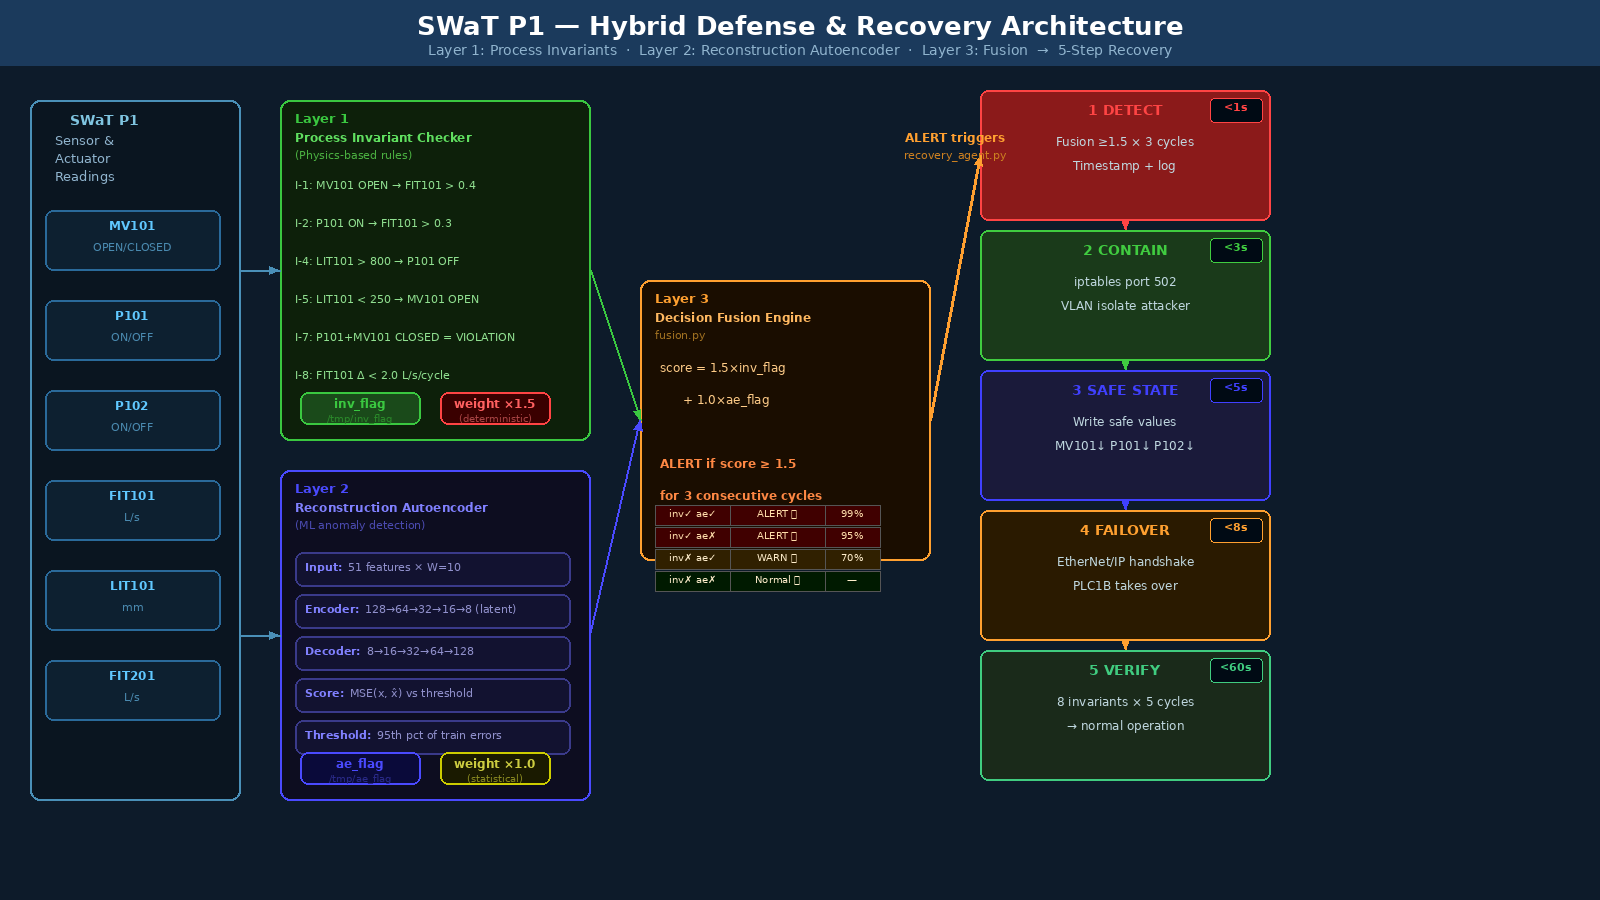 SWaT P1 — Hybrid Defense & Recovery Architecture
Layer 1: Process Invariants · Layer 2: Reconstruction Autoencoder · Layer 3: Fusion → 5-Step Recovery
SWaT P1
Sensor &
Actuator
Readings
MV101
OPEN/CLOSED
P101
ON/OFF
P102
ON/OFF
FIT101
L/s
LIT101
mm
FIT201
L/s
Layer 1
Process Invariant Checker
(Physics-based rules)
I-1: MV101 OPEN → FIT101 > 0.4
I-2: P101 ON → FIT101 > 0.3
I-4: LIT101 > 800 → P101 OFF
I-5: LIT101 < 250 → MV101 OPEN
I-7: P101+MV101 CLOSED = VIOLATION
I-8: FIT101 Δ < 2.0 L/s/cycle
inv_flag
/tmp/inv_flag
weight ×1.5
(deterministic)
Layer 2
Reconstruction Autoencoder
(ML anomaly detection)
Input: 51 features × W=10
Encoder: 128→64→32→16→8 (latent)
Decoder: 8→16→32→64→128
Score: MSE(x, x̂) vs threshold
Threshold: 95th pct of train errors
ae_flag
/tmp/ae_flag
weight ×1.0
(statistical)
Layer 3
Decision Fusion Engine
fusion.py
score = 1.5×inv_flag
+ 1.0×ae_flag
ALERT if score ≥ 1.5
for 3 consecutive cycles
inv✓ ae✓ ALERT 99%
inv✓ ae✗ ALERT 95%
inv✗ ae✓ WARN 70%
inv✗ ae✗ Normal —
ALERT triggers
recovery_agent.py
1 DETECT
<1s
Fusion ≥1.5 × 3 cycles
Timestamp + log
2 CONTAIN
<3s
iptables port 502
VLAN isolate attacker
3 SAFE STATE
<5s
Write safe values
MV101↓ P101↓ P102↓
4 FAILOVER
<8s
EtherNet/IP handshake
PLC1B takes over
5 VERIFY
<60s
8 invariants × 5 cycles
→ normal operation